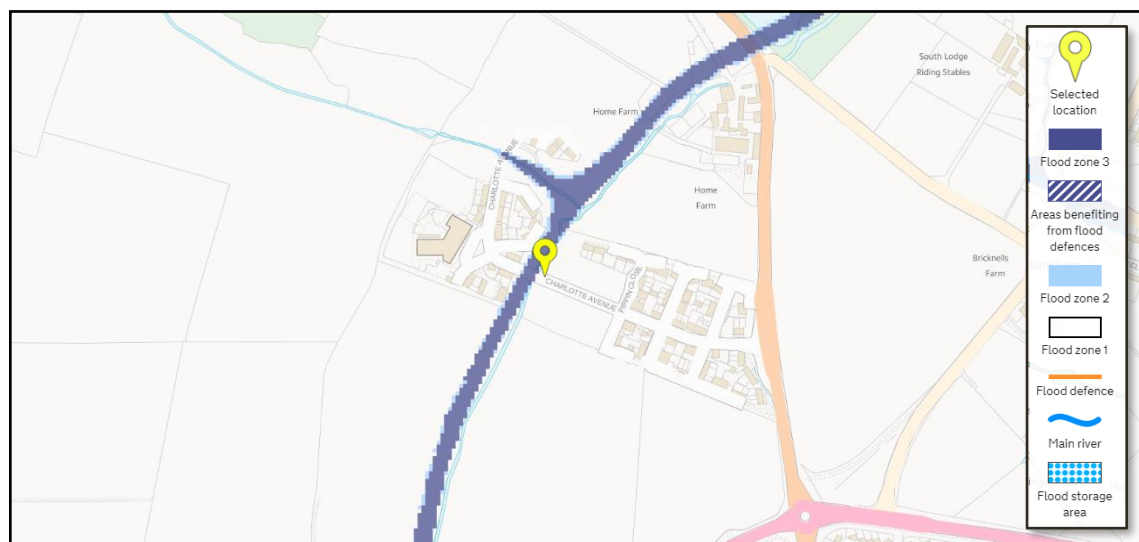 South Lodge
Riding Stables
Home Farm
CHARLOTTE AVENUE
Home
Farm
Bricknells
Farm
CHARLOTTE AVENUE
PIPPIN CLOSE
Selected
location
Flood zone 3
Areas benefiting
from flood
defences
Flood zone 2
Flood zone 1
Flood defence
Main river
Flood storage
area